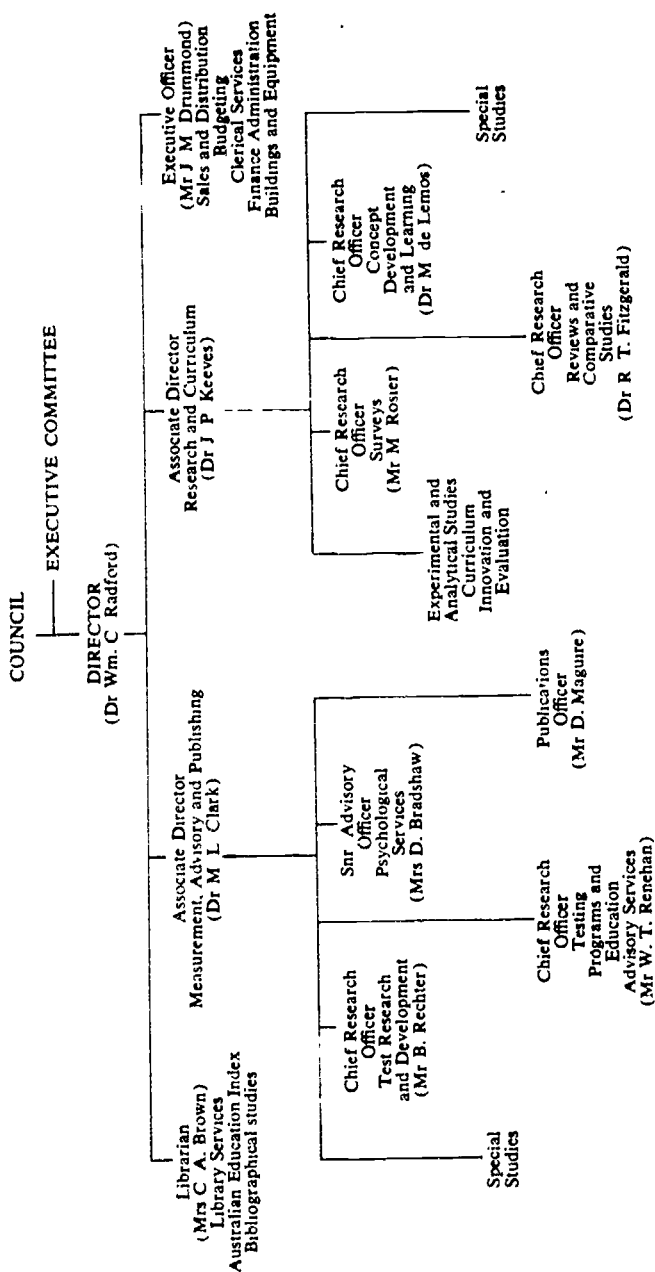 COUNCIL
EXECUTIVE COMMITTEE
DIRECTOR
(Dr Wm. C Radford)
Librarian
(Mrs C A. Brown)
Library Services
Australian Education Index
Bibliographical studies
Associate Director
Measurement, Advisory and Publishing
(Dr M L. Clark)
Associate Director
Research and Curriculum
(Dr J P Keeves)
Executive Officer
(Mr J M Drummond)
Sales and Distribution
Budgeting
Clerical Services
Finance Administration
Buildings and Equipment
Special
Studies
Chief Research
Officer
Test Research
and Development
(Mr B. Rechter)
Chief Research
Officer
Testing
Programs and
Education
Advisory Services
(Mr W. T. Renehan)
Snr Advisory
Officer
Psychological
Services
(Mrs D. Bradshaw)
Publications
Officer
(Mr D. Maguire)
Experimental and
Analytical Studies
Curriculum
Innovation and
Evaluation
Chief Research
Officer
Surveys
(Mr M Rosier)
Chief Research
Officer
Reviews and
Comparative
Studies
(Dr R T. Fitzgerald)
Chief Research
Officer
Concept
Development
and Learning
(Dr M de Lemos)
Special
Studies